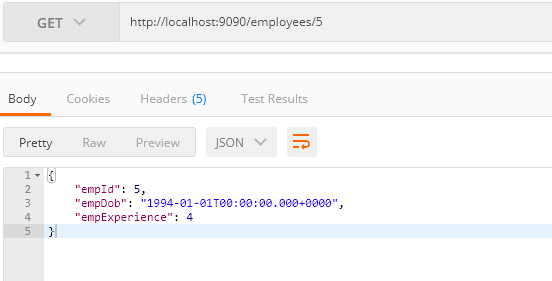 GET http://localhost:9090/employees/5
Body Cookies Headers (5) Test Results
Pretty Raw Preview JSON
1 {
2 "empId": 5,
3 "empDob": "1994-01-01T00:00:00.000+0000",
4 "empExperience": 4
5 }